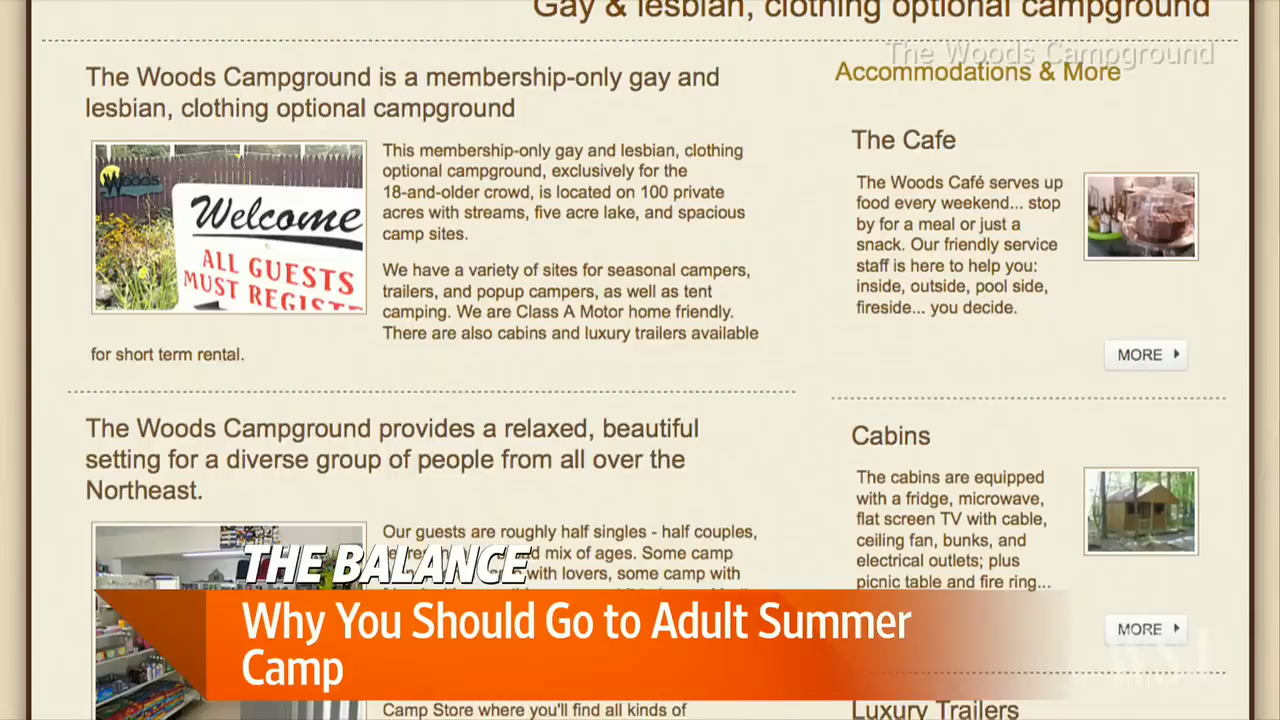 Gay & lesbian, clothing optional campground
The Woods Campground
The Woods Campground is a membership-only gay and
lesbian, clothing optional campground
Woods
Welcome
ALL GUESTS
MUST REGISTE
This membership-only gay and lesbian, clothing
optional campground, exclusively for the
18-and-older crowd, is located on 100 private
acres with streams, five acre lake, and spacious
camp sites.
We have a variety of sites for seasonal campers,
trailers, and popup campers, as well as tent
camping. We are Class A Motor home friendly.
There are also cabins and luxury trailers available
for short term rental.
The Woods Campground provides a relaxed, beautiful
setting for a diverse group of people from all over the
Northeast.
Our guests are roughly half singles - half couples,
mix of ages. Some camp
with lovers, some camp with
Camp Store where you'll find all kinds of
Accommodations & More
The Cafe
The Woods Café serves up
food every weekend... stop
by for a meal or just a
snack. Our friendly service
staff is here to help you:
inside, outside, pool side,
fireside... you decide.
MORE
Cabins
The cabins are equipped
with a fridge, microwave,
flat screen TV with cable,
ceiling fan, bunks, and
electrical outlets; plus
picnic table and fire ring...
MORE
Luxury Trailers
THE BALANCE
Why You Should Go to Adult Summer
Camp